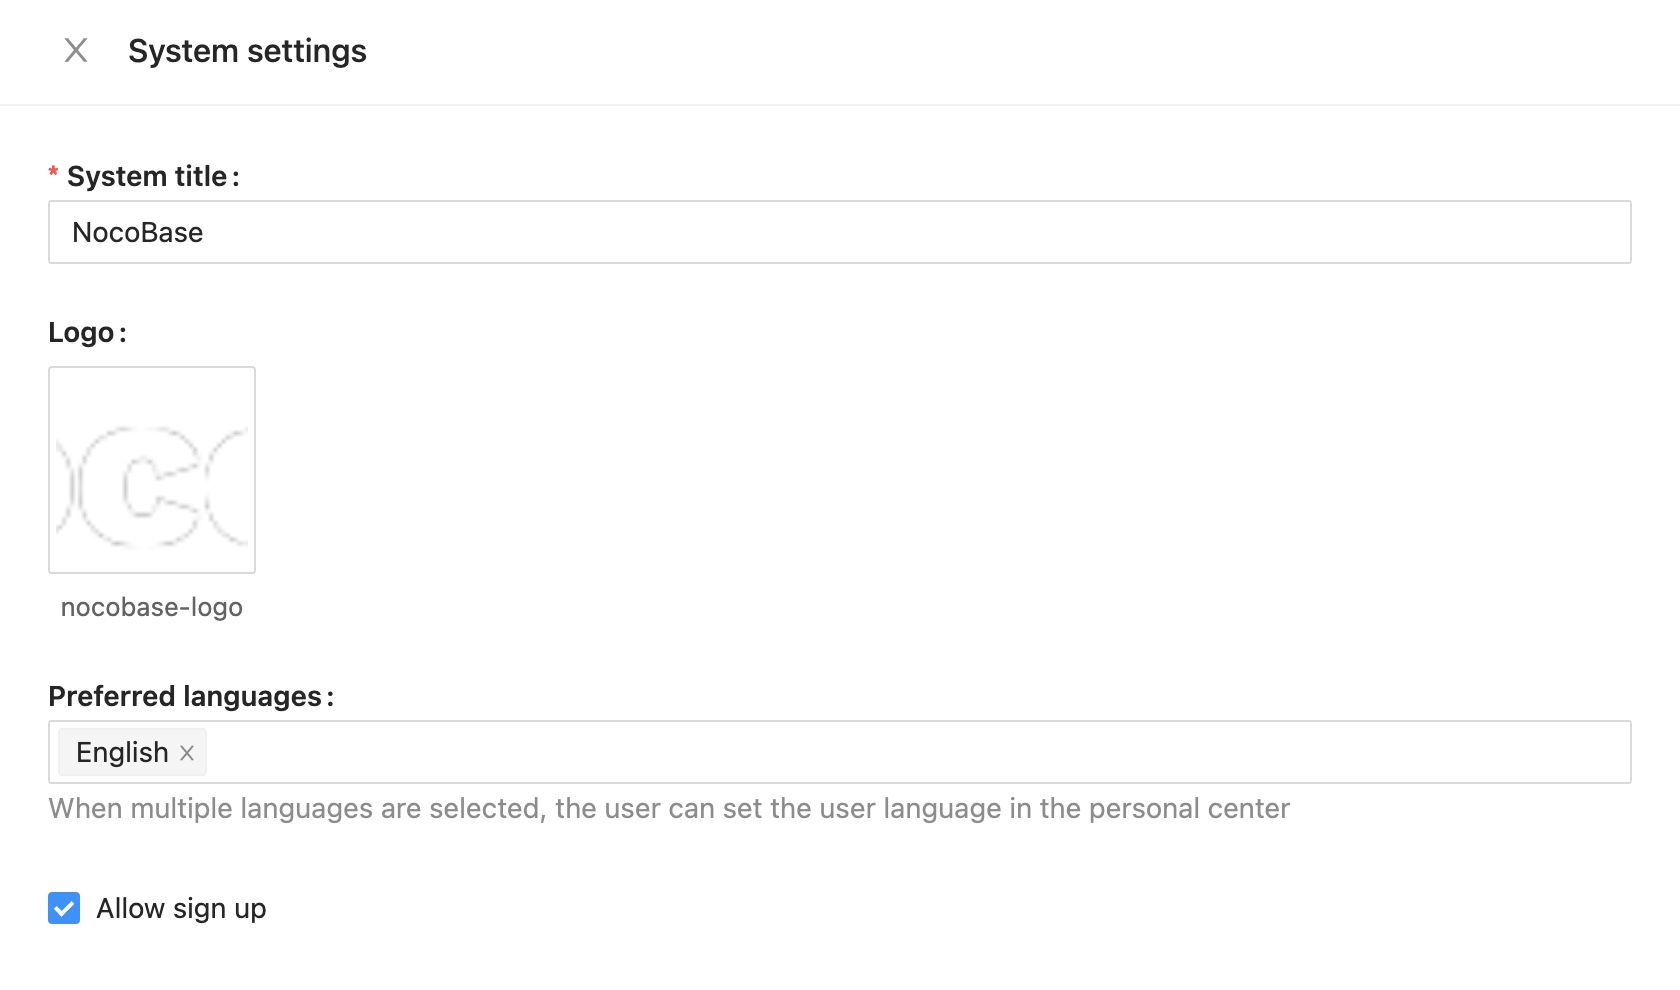 System settings
* System title:
NocoBase
Logo:
nocobase-logo
Preferred languages:
English
When multiple languages are selected, the user can set the user language in the personal center
Allow sign up